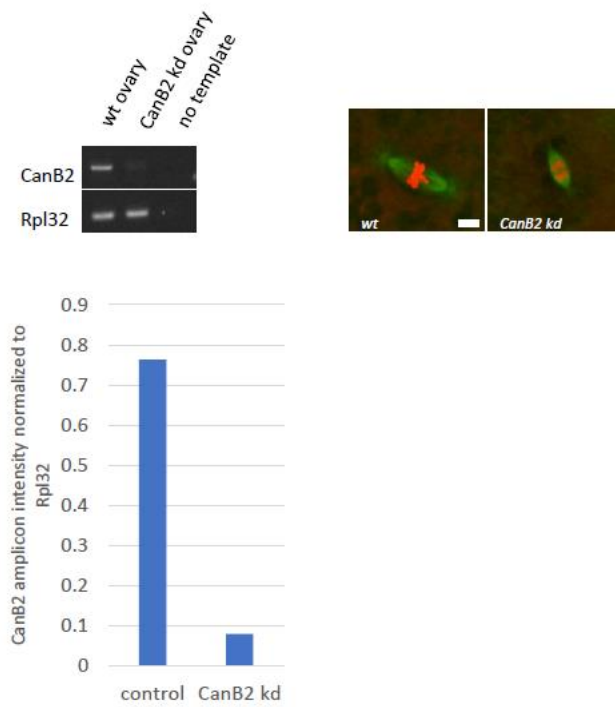 wt ovary
CanB2 kd ovary
no template
CanB2
Rpl32
wt
CanB2 kd
CanB2 amplicon intensity normalized to
Rpl32
0.9
0.8
0.7
0.6
0.5
0.4
0.3
0.2
0.1
0
control
CanB2 kd